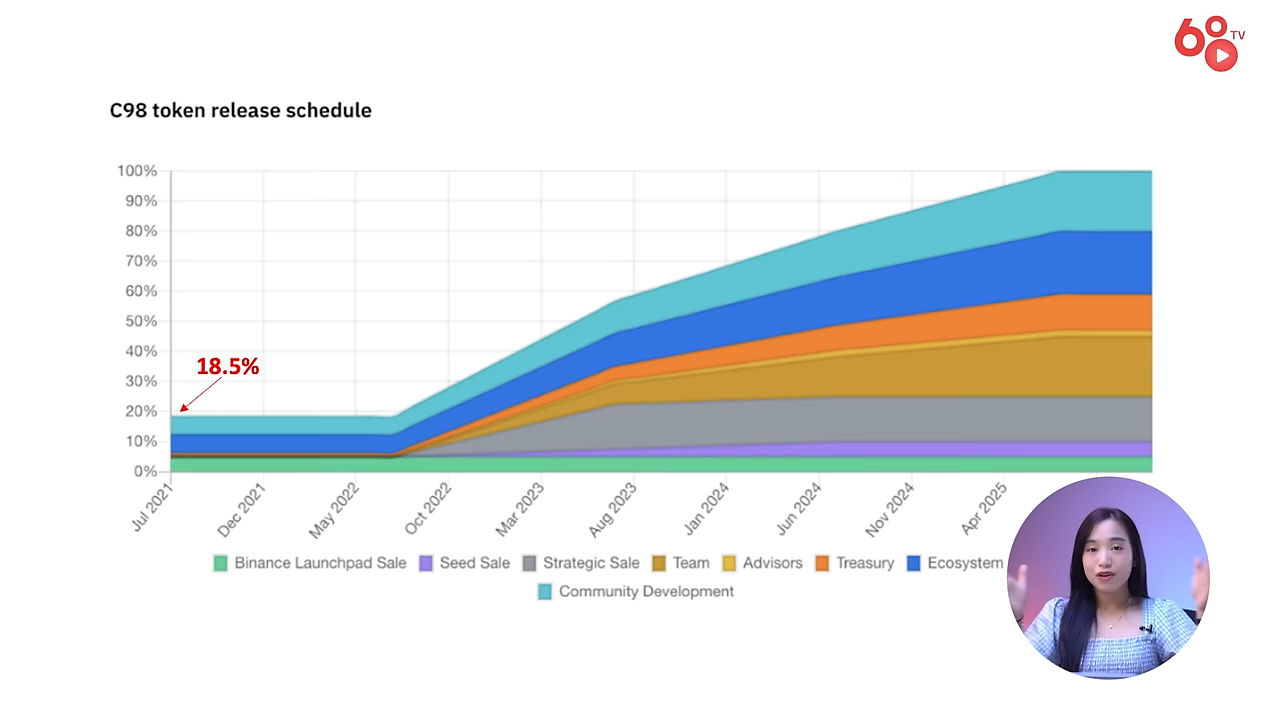 68 TV
C98 token release schedule
100%
90%
80%
70%
60%
50%
40%
30%
20%
10%
0%
18.5%
Jul 2021
Dec 2021
May 2022
Oct 2022
Mar 2023
Aug 2023
Jan 2024
Jun 2024
Nov 2024
Apr 2025
Binance Launchpad Sale Seed Sale Strategic Sale Team Advisors Treasury Ecosystem
Community Development